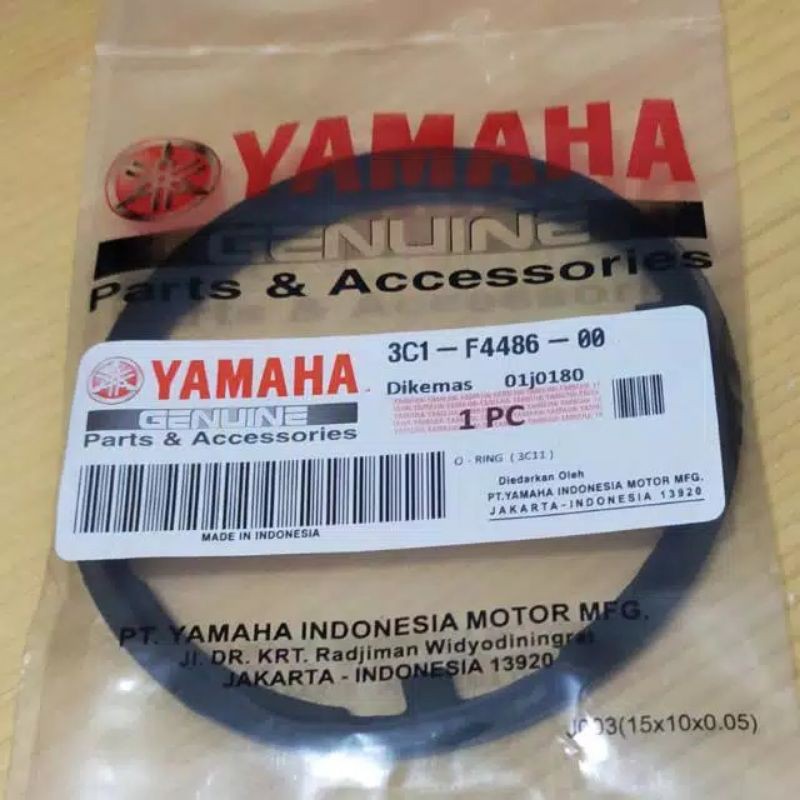 YAMAHA
GENUINE
Parts & Accessories
YAMAHA
GENUINE
Parts & Accessories
3C1-F4486-00
Dikemas 01j0180
1 PC
O - RING ( 3C11 )
Diedarkan Oleh
PT.YAMAHA INDONESIA MOTOR MFG.
JAKARTA-INDONESIA 13920
MADE IN INDONESIA
PT. YAMAHA INDONESIA MOTOR MFG.
Jl. DR. KRT. Radjiman Widyodiningrat
JAKARTA - INDONESIA 13920
(15x10x0.05)